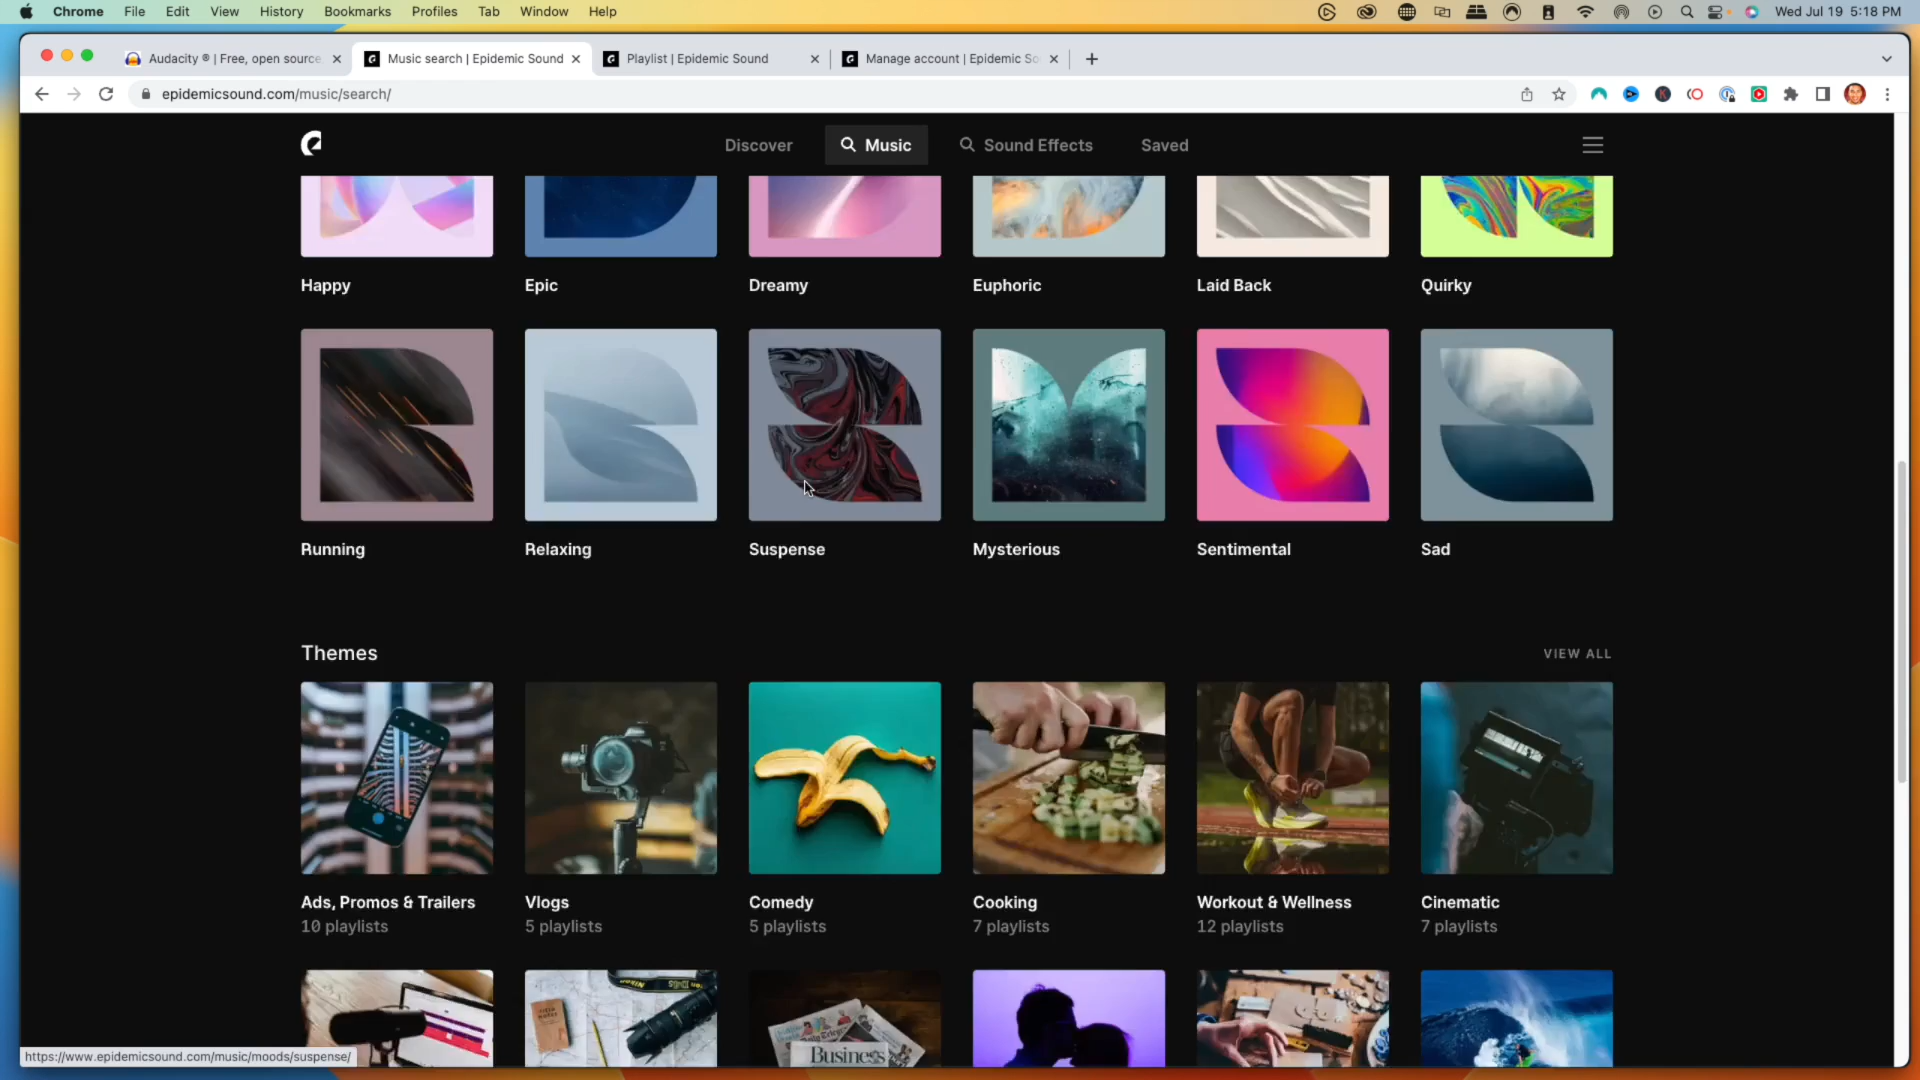 Chrome File Edit View History Bookmarks Profiles Tab Window Help Wed Jul 19 5:18 PM
Audacity ® | Free, open source Music search | Epidemic Sound Playlist | Epidemic Sound Manage account | Epidemic So
epidemicsound.com/music/search/
Discover Music Sound Effects Saved
Happy Epic Dreamy Euphoric Laid Back Quirky
Running Relaxing Suspense Mysterious Sentimental Sad
Themes VIEW ALL
Ads, Promos & Trailers Vlogs Comedy Cooking Workout & Wellness Cinematic
10 playlists 5 playlists 5 playlists 7 playlists 12 playlists 7 playlists
Nikon
Business
https://www.epidemicsound.com/music/moods/suspense/